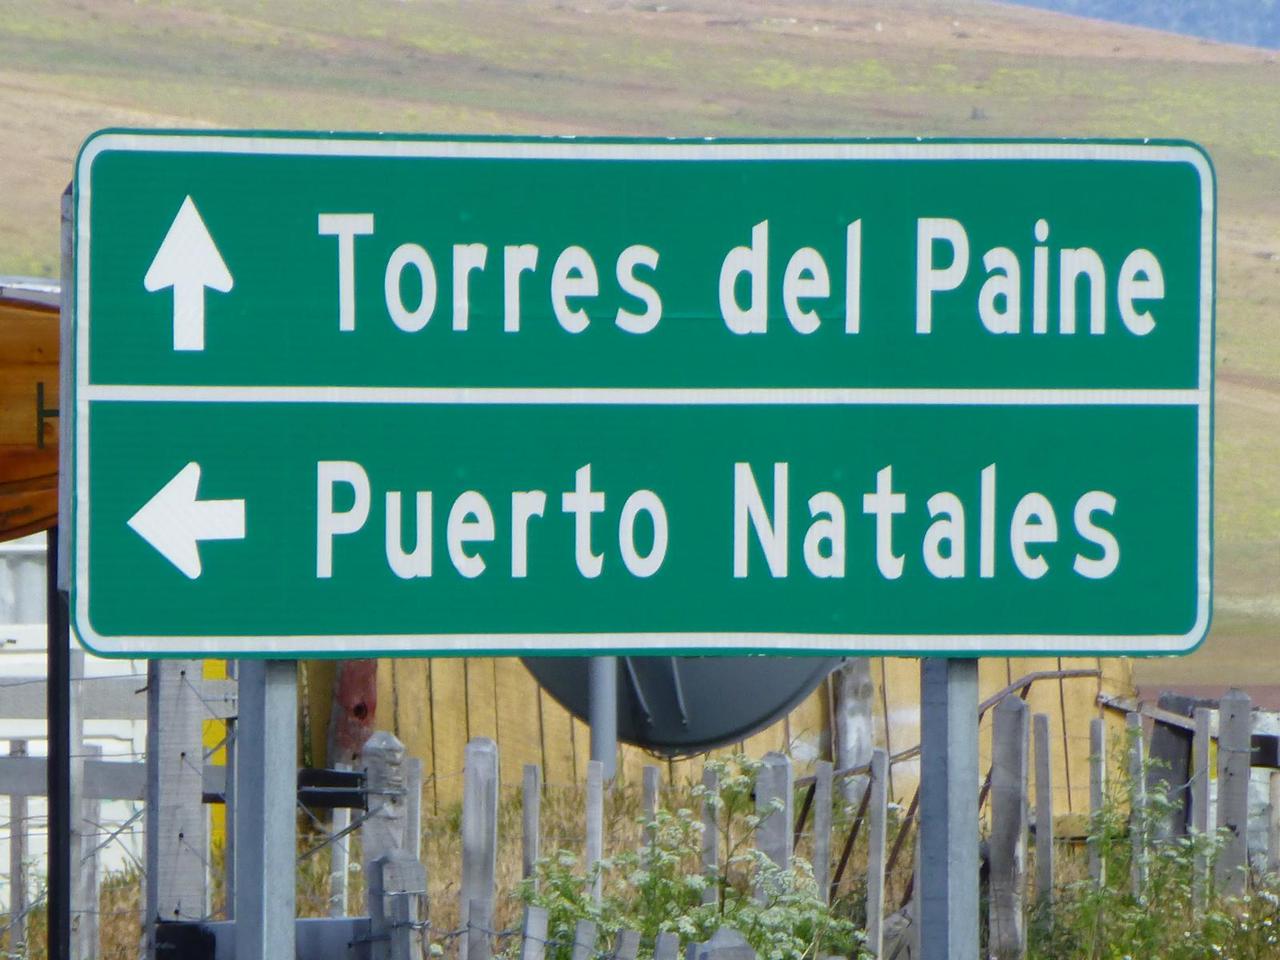 Torres del Paine
Puerto Natales